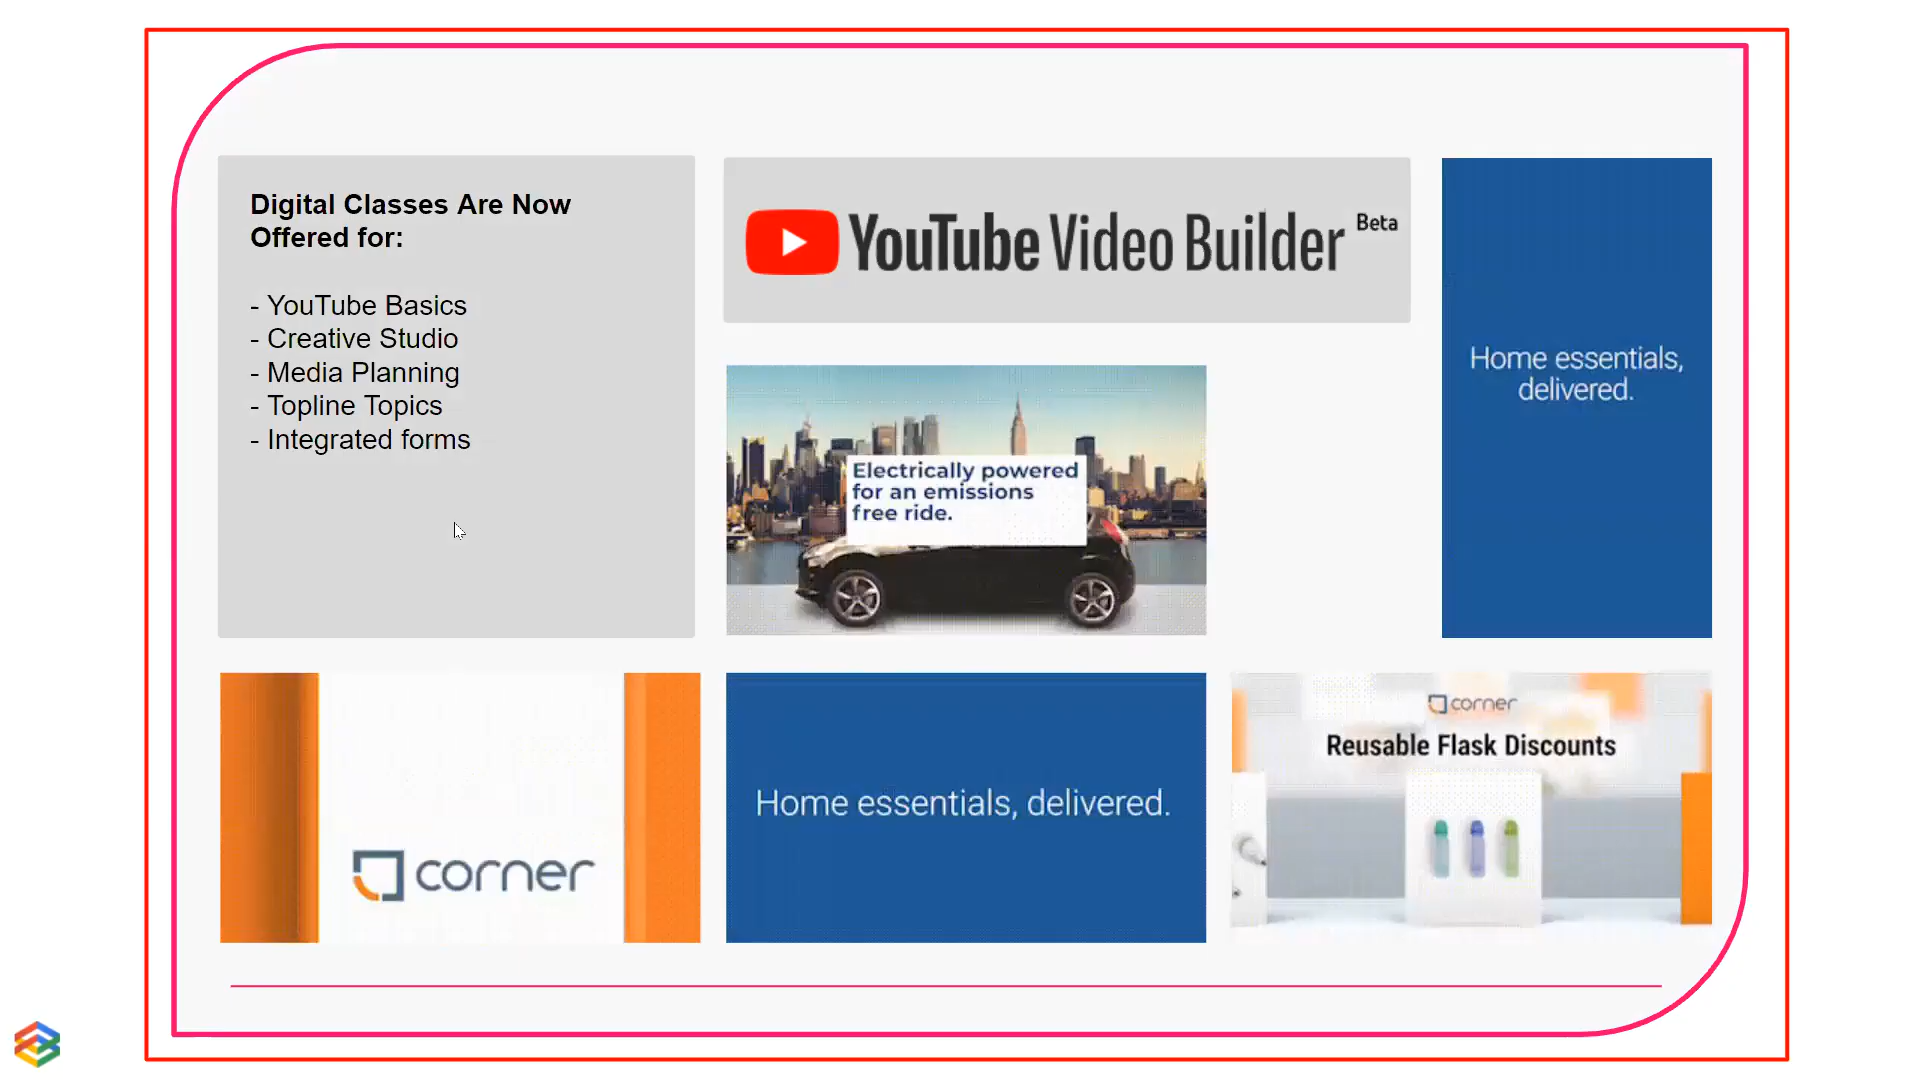 Digital Classes Are Now
Offered for:
- YouTube Basics
- Creative Studio
- Media Planning
- Topline Topics
- Integrated forms
YouTube Video Builder Beta
Home essentials,
delivered.
Electrically powered
for an emissions
free ride.
corner
Home essentials, delivered.
corner
Reusable Flask Discounts